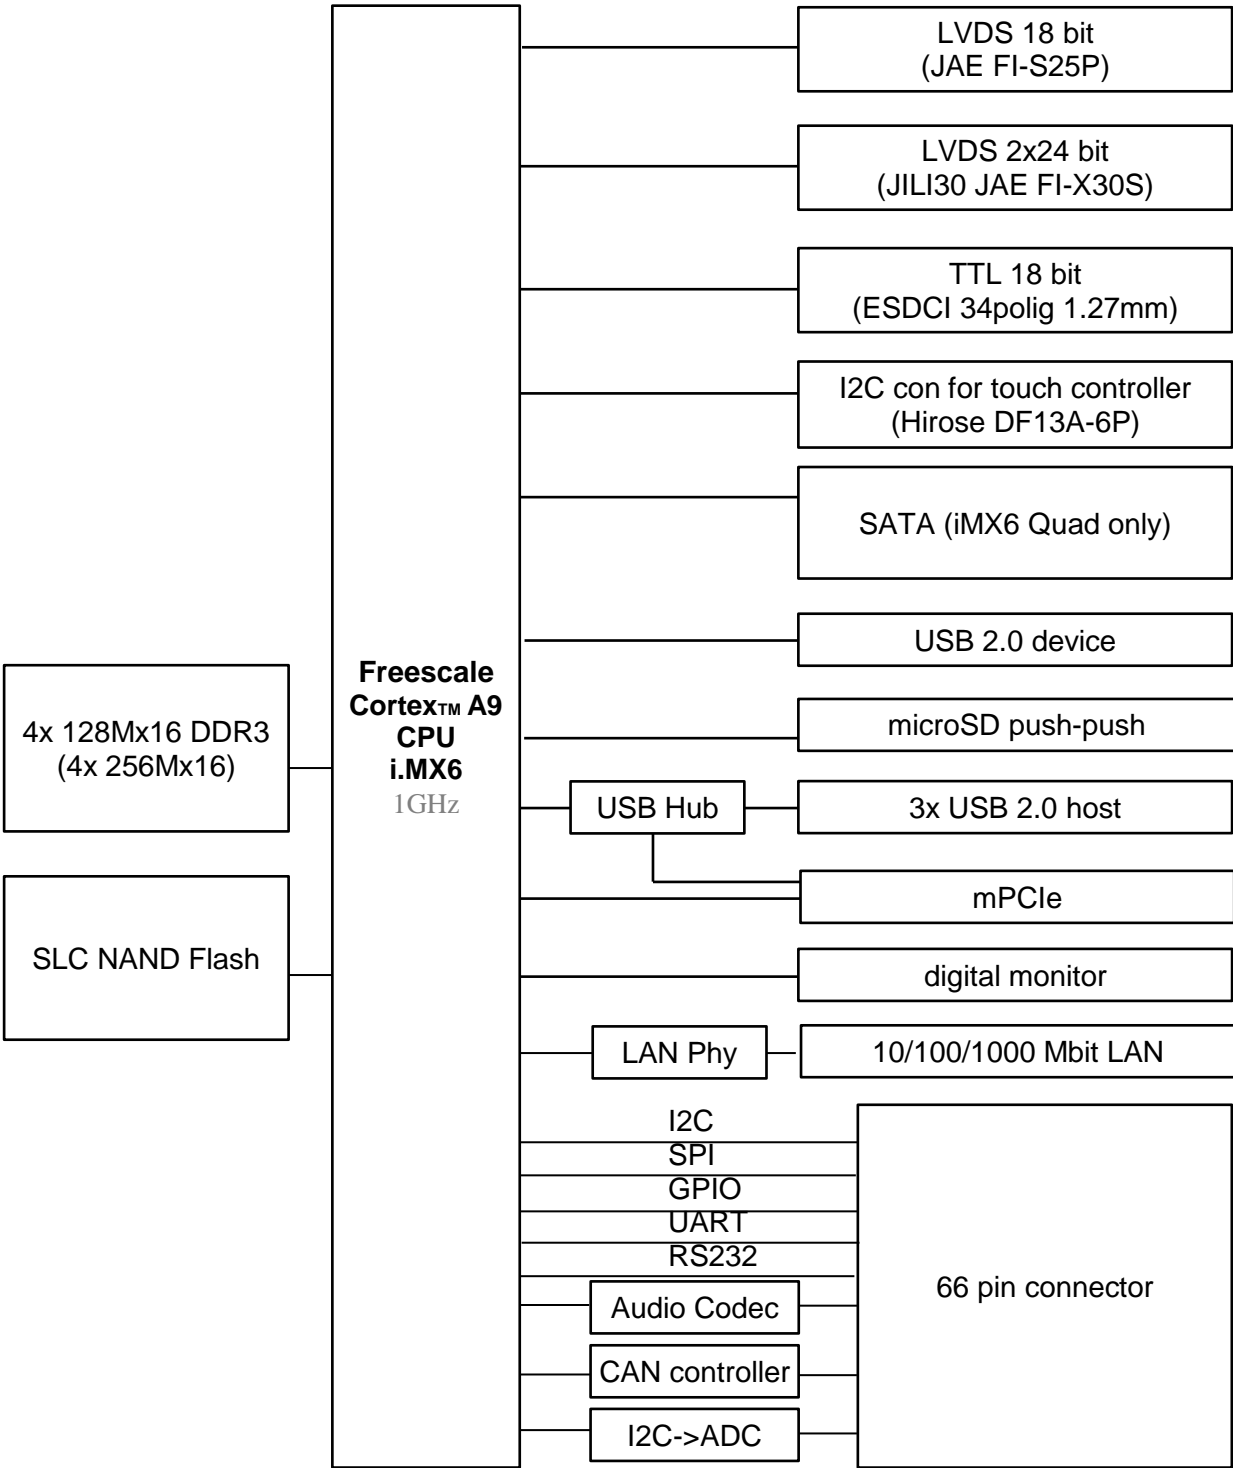 LVDS 18 bit
(JAE FI-S25P)
LVDS 2x24 bit
(JILI30 JAE FI-X30S)
TTL 18 bit
(ESDCI 34polig 1.27mm)
I2C con for touch controller
(Hirose DF13A-6P)
SATA (iMX6 Quad only)
USB 2.0 device
microSD push-push
4x 128Mx16 DDR3
(4x 256Mx16)
SLC NAND Flash
Freescale
Cortex™ A9
CPU
i.MX6
1GHz
USB Hub
3x USB 2.0 host
mPCIe
digital monitor
LAN Phy
10/100/1000 Mbit LAN
I2C
SPI
GPIO
UART
RS232
Audio Codec
CAN controller
I2C->ADC
66 pin connector